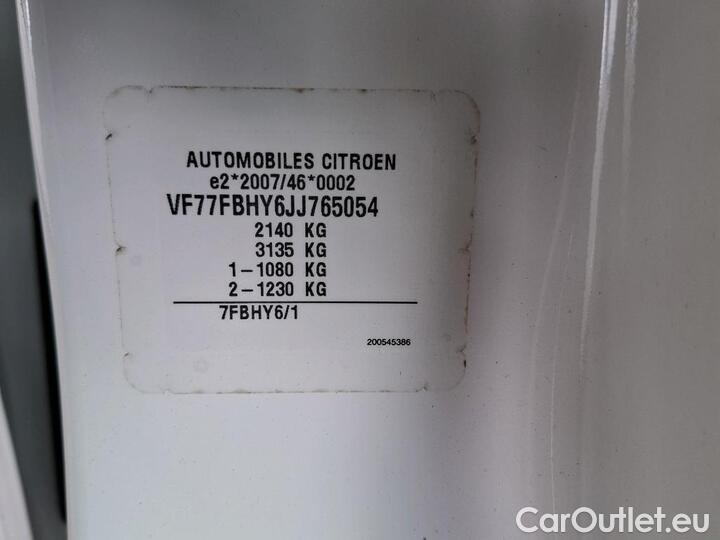 AUTOMOBILES CITROEN
e2*2007/46*0002
VF77FBHY6JJ765054
2140 KG
3135 KG
1-1080 KG
2-1230 KG
7FBHY6/1
200545386
CarOutlet.eu